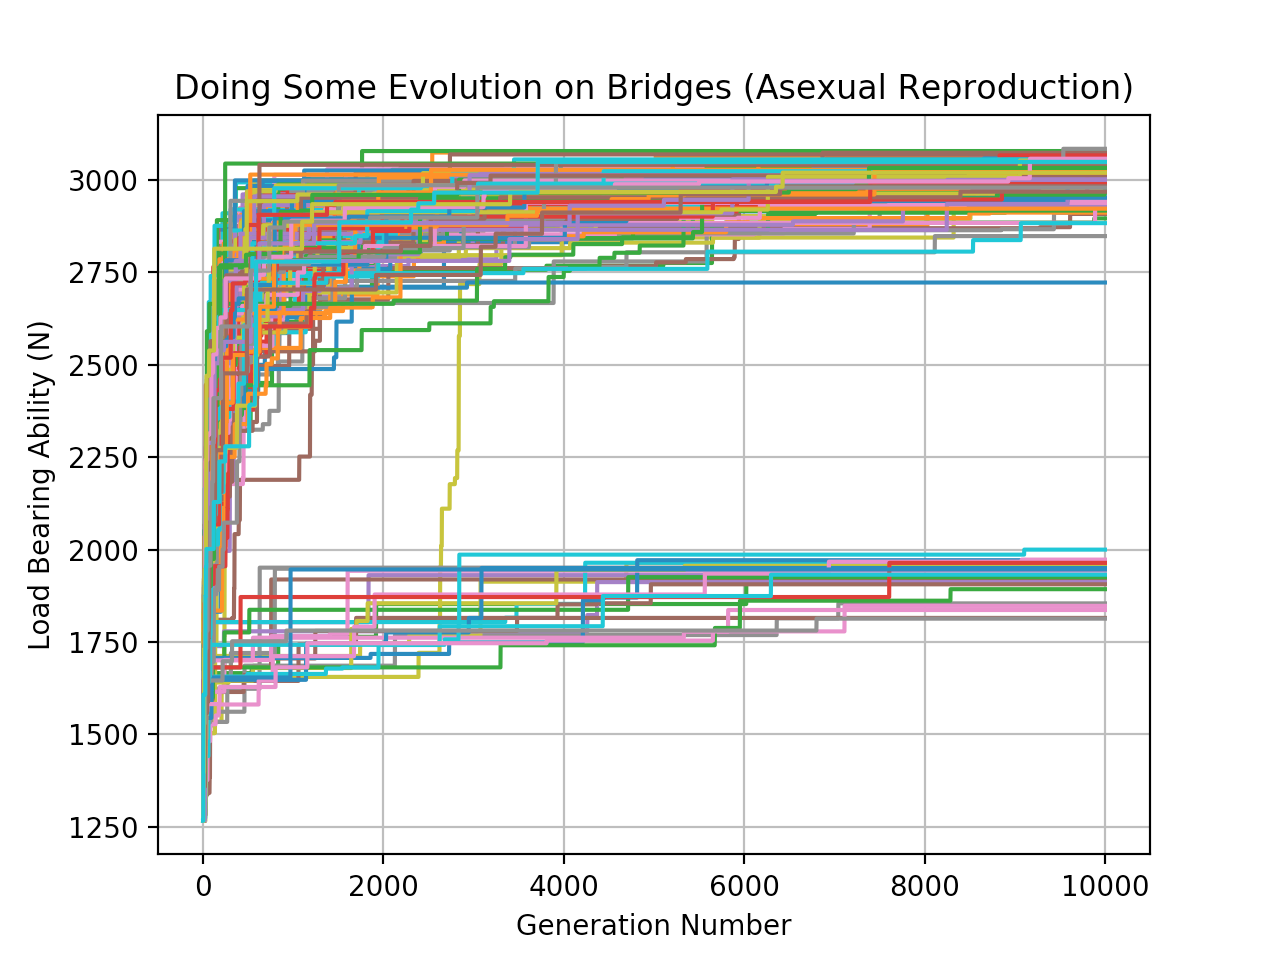 Doing Some Evolution on Bridges (Asexual Reproduction)
Load Bearing Ability (N)
3000
2750
2500
2250
2000
1750
1500
1250
0 2000 4000 6000 8000 10000
Generation Number